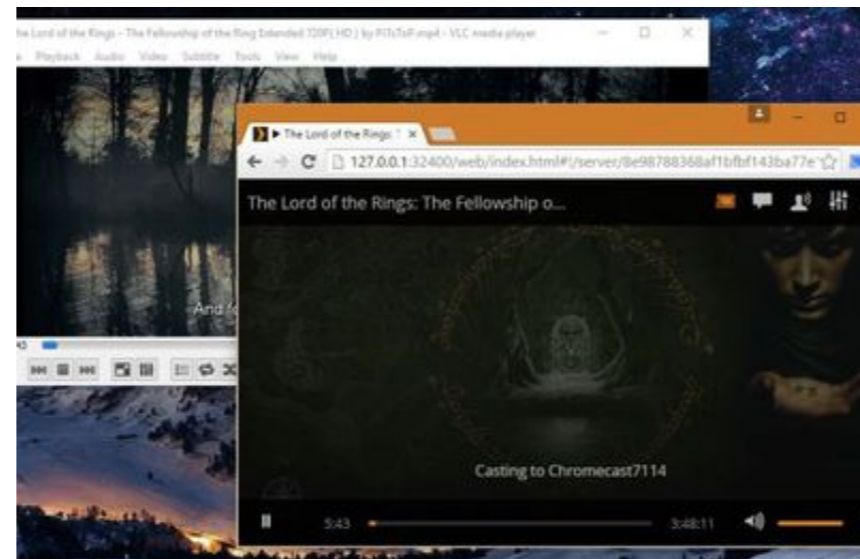 he Lord of the Rings - The Fellowship of the Ring Extended 720P( HD ) by PiTcToP.mp4 - VLC media player
Playback Audio Video Subtitle Tools View Help
And
The Lord of the Rings: T
127.0.0.1:32400/web/index.html#!/server/8e98788368af1bfbf143ba77e
The Lord of the Rings: The Fellowship o...
Casting to Chromecast7114
5:43
3:48:11